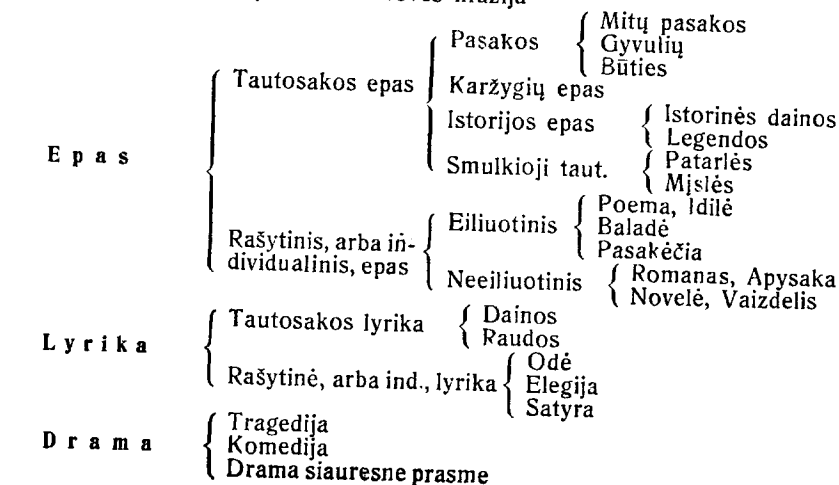 Epas
Tautosakos epas
Pasakos
Mitų pasakos
Gyvulių
Būties
Karžygių epas
Istorijos epas
Istorinės dainos
Legendos
Smulkioji taut.
Patarlės
Mįslės
Rašytinis, arba in-
dividualinis, epas
Eiliuotinis
Poema, Idilė
Baladė
Pasakėčia
Neeiliuotinis
Romanas, Apysaka
Novelė, Vaizdelis
Lyrika
Tautosakos lyrika
Dainos
Raudos
Rašytinė, arba ind., lyrika
Odė
Elegija
Satyra
Drama
Tragedija
Komedija
Drama siauresne prasme